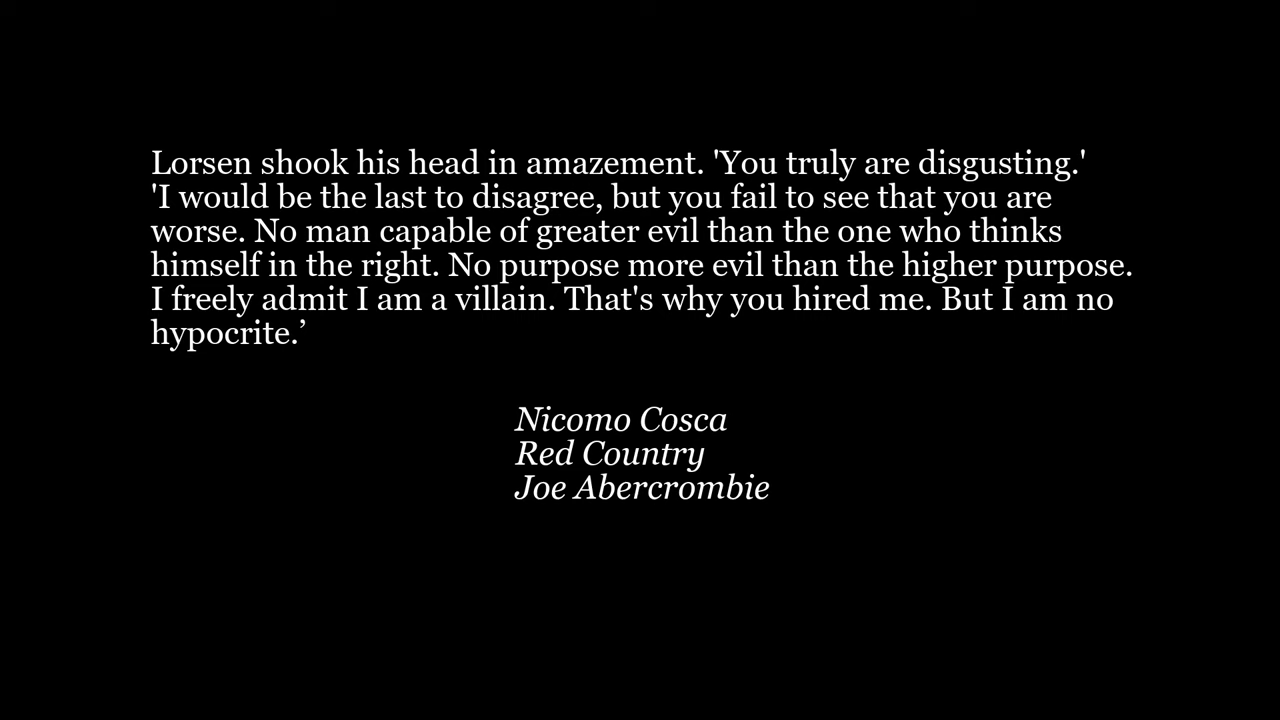 Lorsen shook his head in amazement. 'You truly are disgusting.'
'I would be the last to disagree, but you fail to see that you are
worse. No man capable of greater evil than the one who thinks
himself in the right. No purpose more evil than the higher purpose.
I freely admit I am a villain. That's why you hired me. But I am no
hypocrite.’
Nicomo Cosca
Red Country
Joe Abercrombie